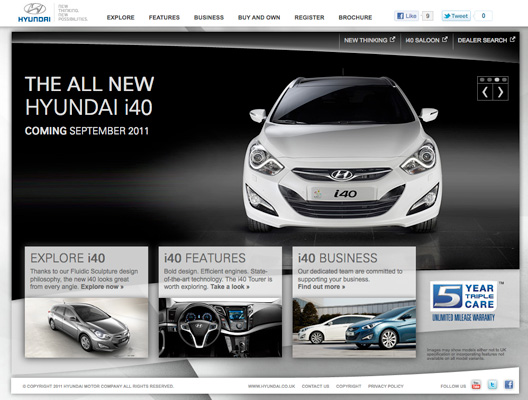 HYUNDAI
NEW THINKING.
NEW POSSIBILITIES.
EXPLORE FEATURES BUSINESS BUY AND OWN REGISTER BROCHURE
Like 9 Tweet 0
NEW THINKING i40 SALOON DEALER SEARCH
THE ALL NEW
HYUNDAI i40
COMING SEPTEMBER 2011
i40
EXPLORE i40
Thanks to our Fluidic Sculpture design
philosophy, the new i40 looks great
from every angle. Explore now »
i40 FEATURES
Bold design. Efficient engines. State-
of-the-art technology. The i40 Tourer is
worth exploring. Take a look »
i40 BUSINESS
Our dedicated team are committed to
supporting your business.
Find out more »
5 YEAR
TRIPLE
CARE
TM
UNLIMITED MILEAGE WARRANTY
Images may show models either not to UK
specification or incorporating features not
available on all model variants.
© COPYRIGHT 2011 HYUNDAI MOTOR COMPANY ALL RIGHTS RESERVED. WWW.HYUNDAI.CO.UK CONTACT US COPYRIGHT PRIVACY POLICY FOLLOW US